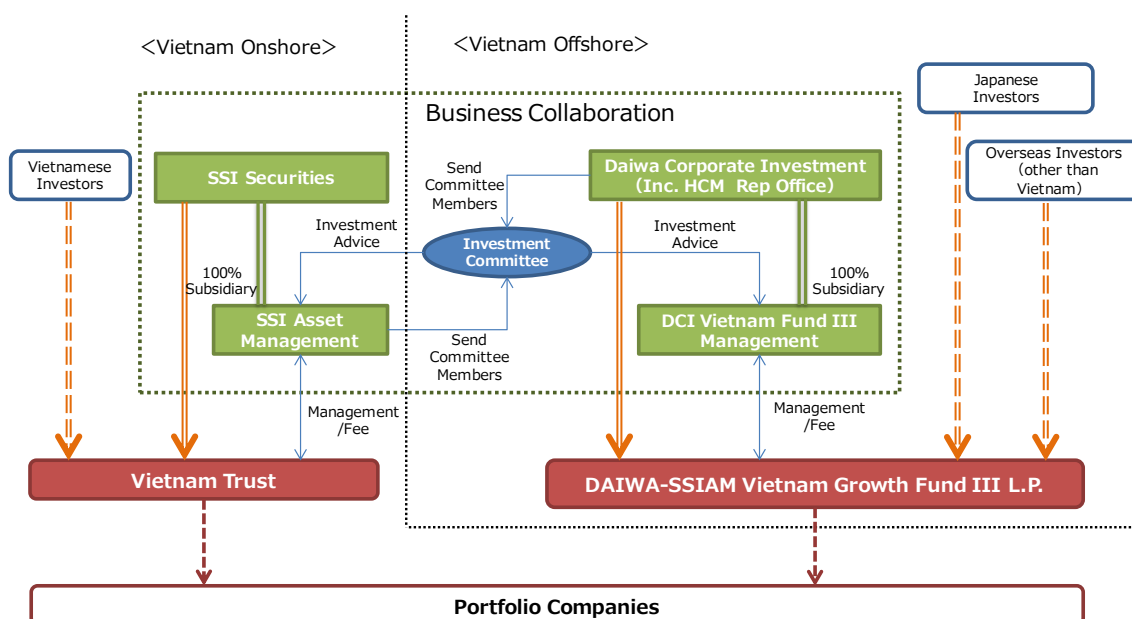 <Vietnam Onshore>
<Vietnam Offshore>
Japanese
Investors
Business Collaboration
Vietnamese
Investors
SSI Securities
Send
Committee
Members
Daiwa Corporate Investment
(Inc. HCM Rep Office)
Overseas Investors
(other than
Vietnam)
Investment
Advice
Investment
Committee
Investment
Advice
100%
Subsidiary
100%
Subsidiary
SSI Asset
Management
DCI Vietnam Fund III
Management
Send
Committee
Members
Management
/Fee
Management
/Fee
Vietnam Trust
DAIWA-SSIAM Vietnam Growth Fund III L.P.
Portfolio Companies